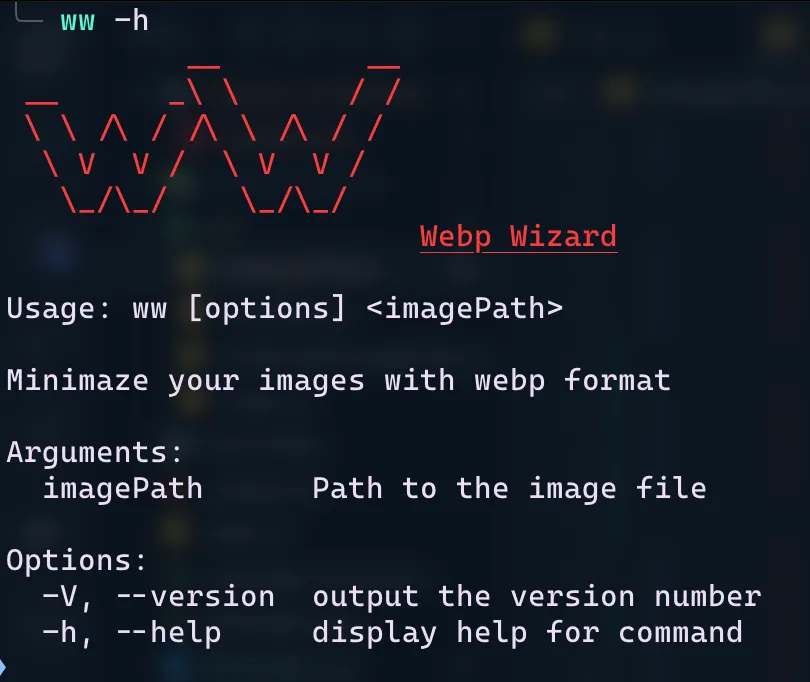 ww -h
Webp Wizard
Usage: ww [options] <imagePath>
Minimaze your images with webp format
Arguments:
imagePath Path to the image file
Options:
-V, --version output the version number
-h, --help display help for command